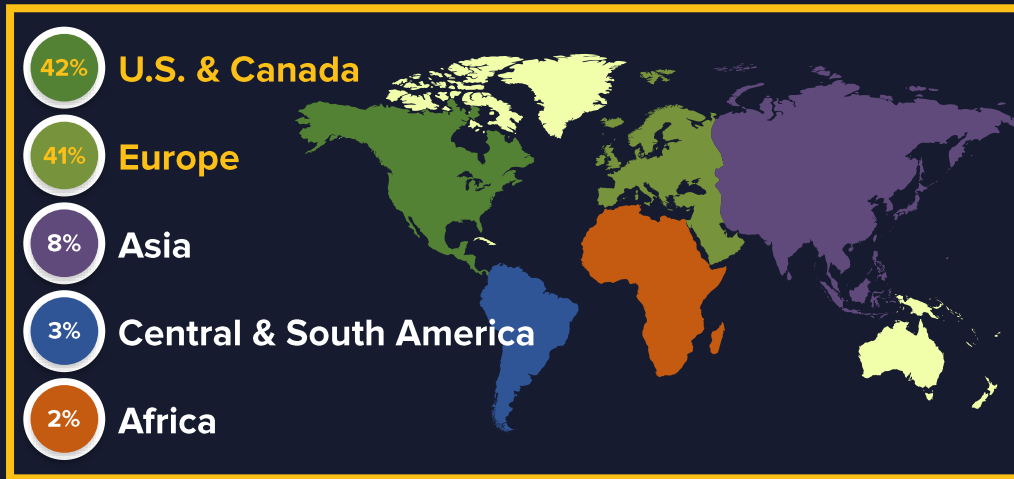 42% U.S. & Canada
41% Europe
8% Asia
3% Central & South America
2% Africa